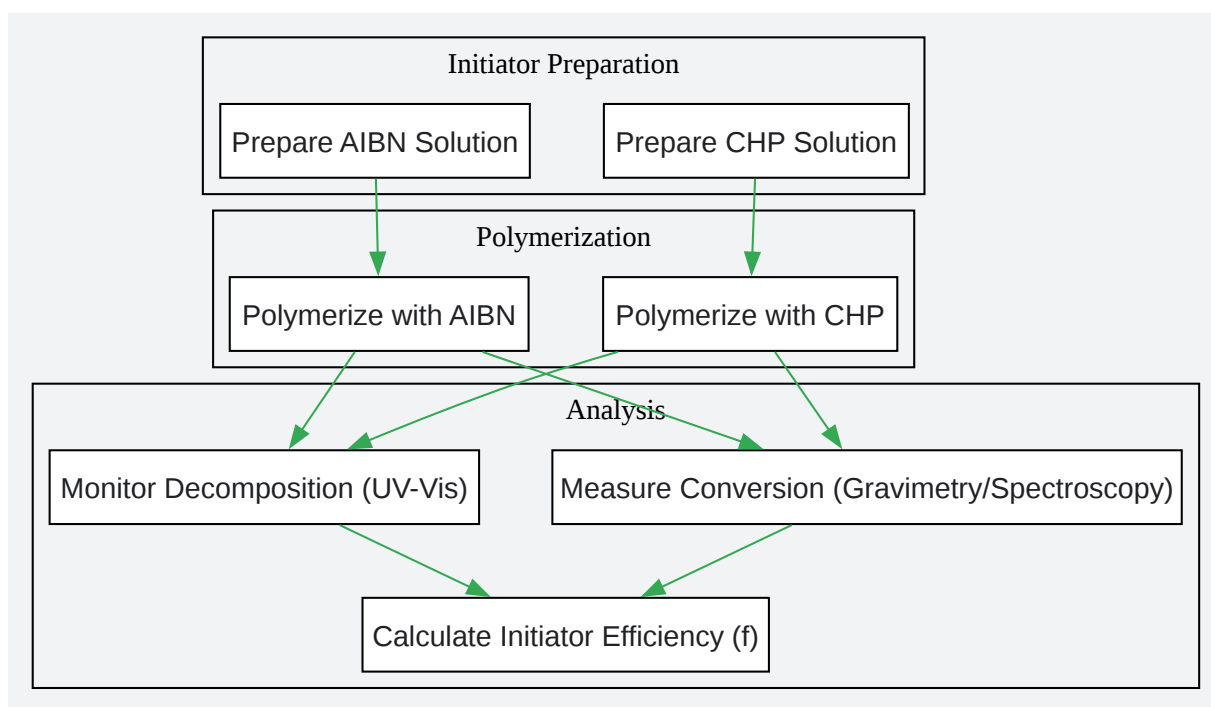 Initiator Preparation
Prepare AIBN Solution
Prepare CHP Solution
Polymerization
Polymerize with AIBN
Polymerize with CHP
Analysis
Monitor Decomposition (UV-Vis)
Measure Conversion (Gravimetry/Spectroscopy)
Calculate Initiator Efficiency (f)